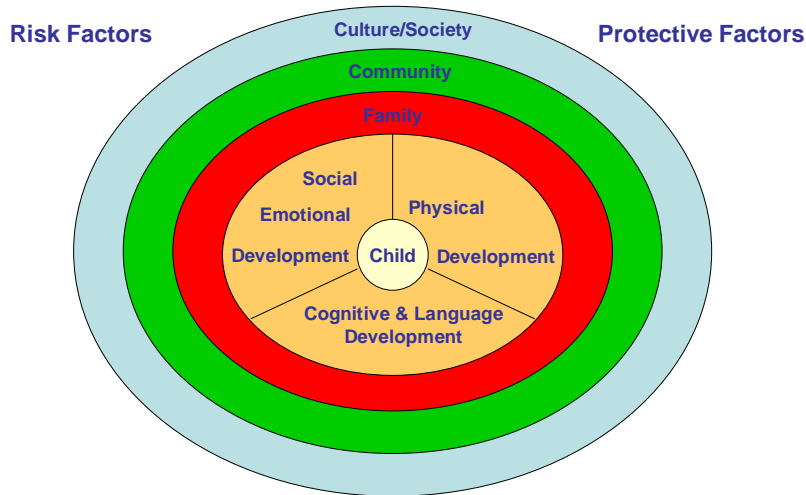 Risk Factors
Culture/Society
Protective Factors
Community
Family
Social
Emotional
Development
Physical
Development
Child
Cognitive & Language
Development